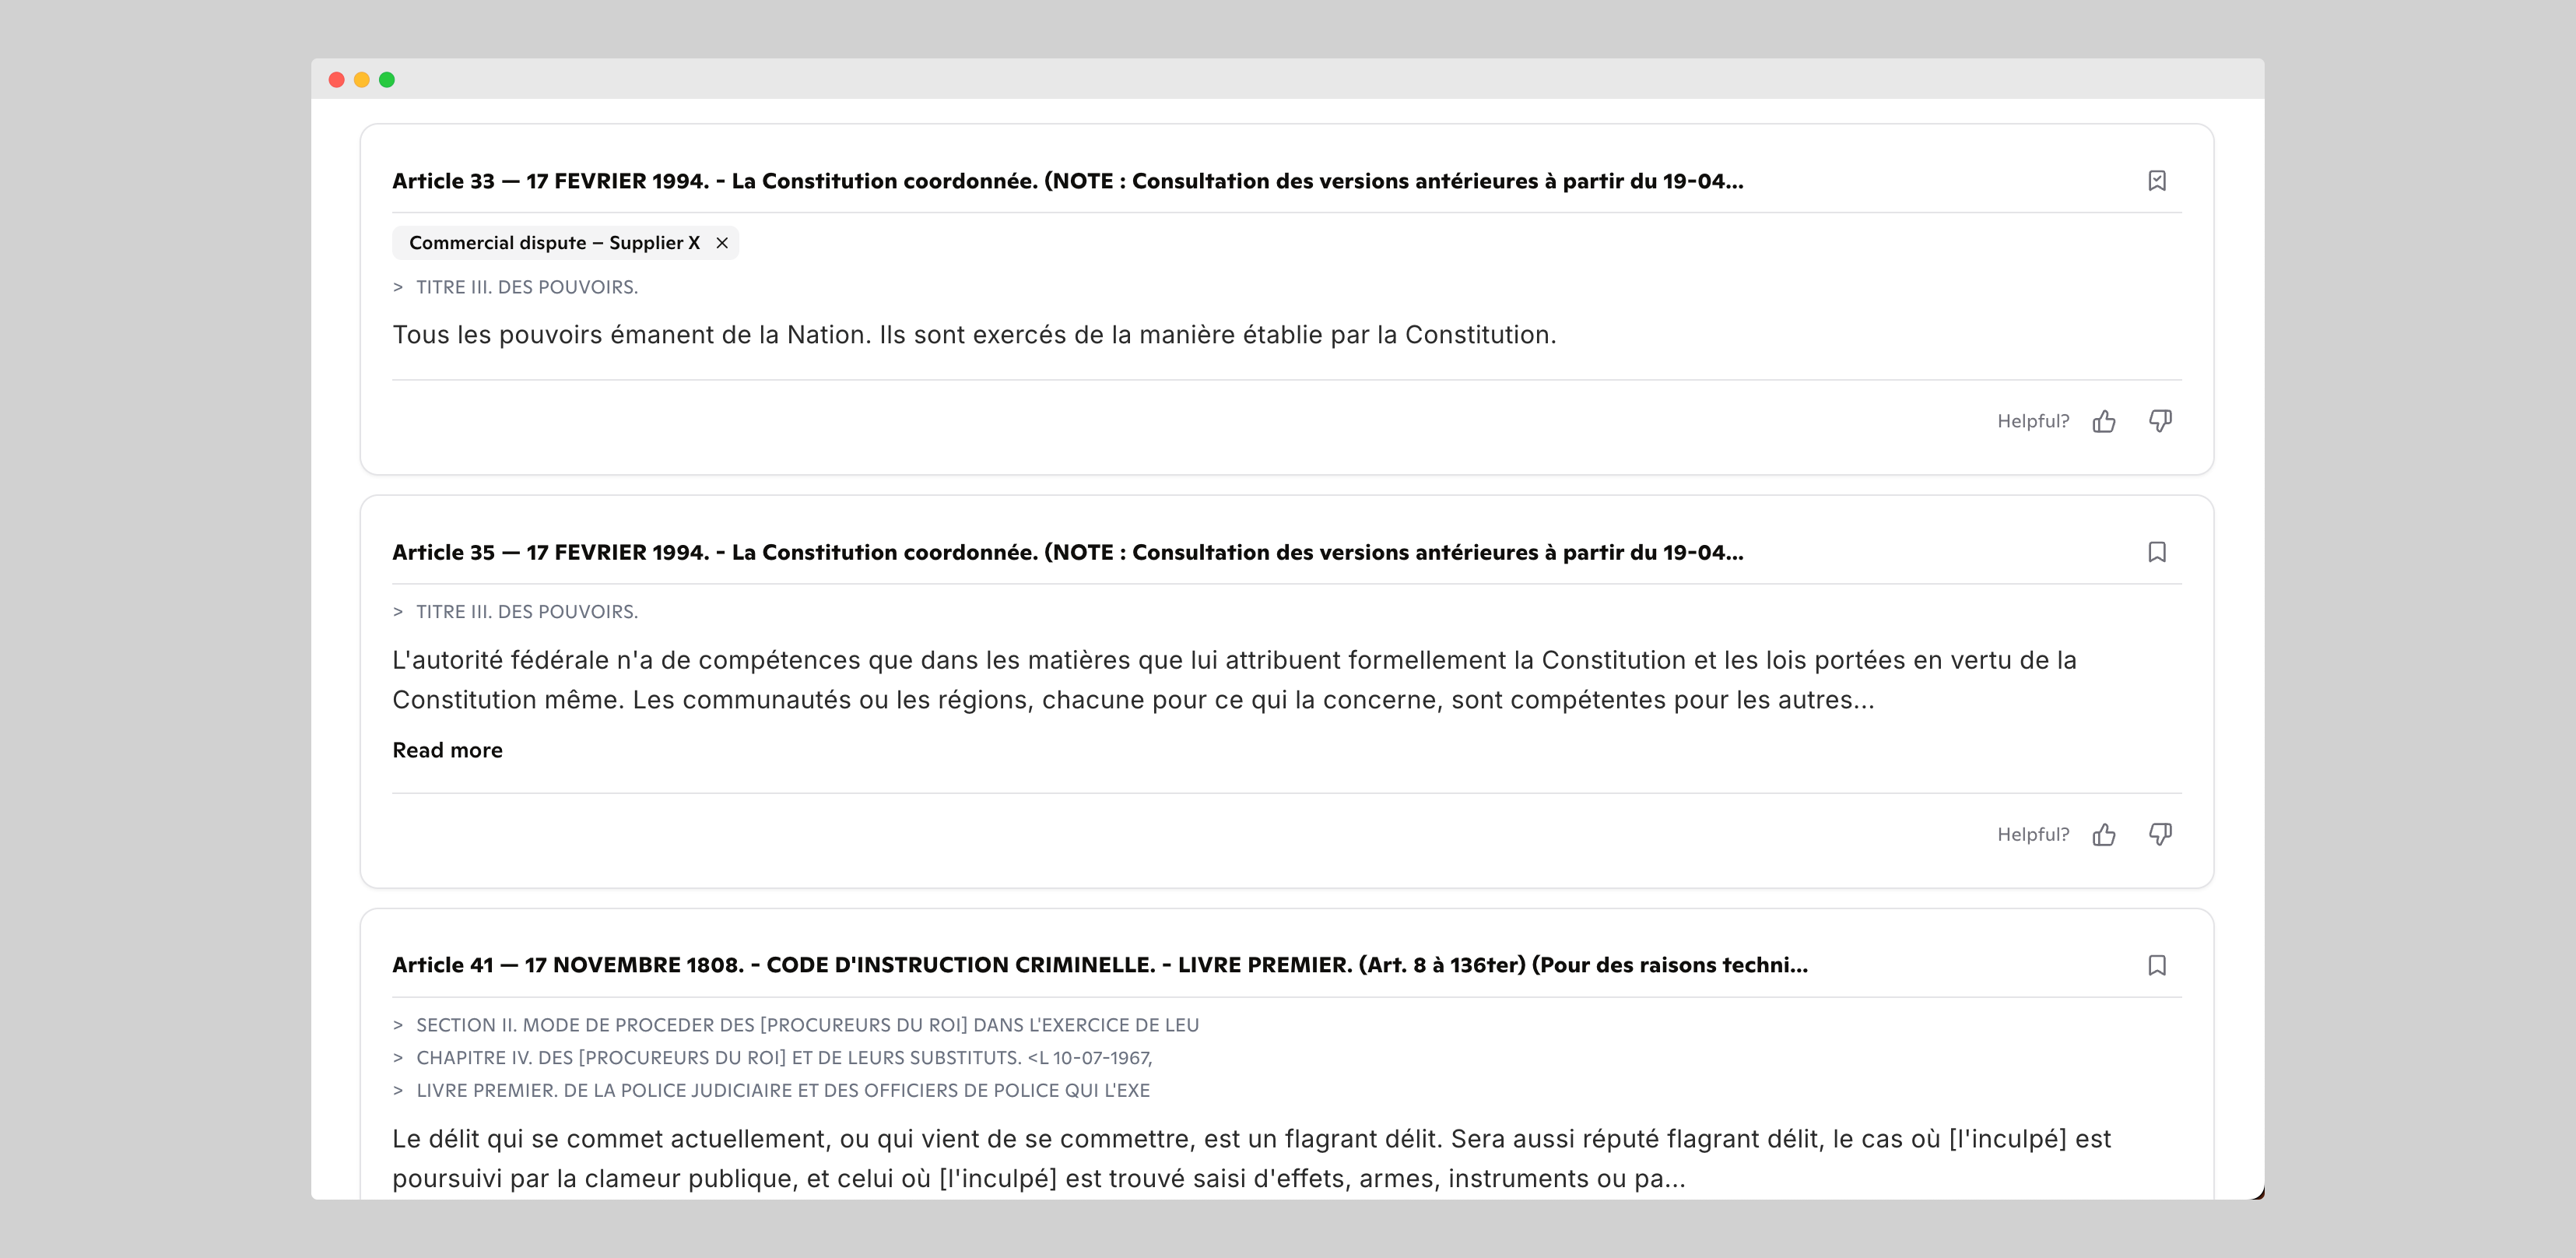 Article 33 — 17 FEVRIER 1994. - La Constitution coordonnée. (NOTE : Consultation des versions antérieures à partir du 19-04...
Commercial dispute – Supplier X ×
> TITRE III. DES POUVOIRS.
Tous les pouvoirs émanent de la Nation. Ils sont exercés de la manière établie par la Constitution.
Helpful?
Article 35 — 17 FEVRIER 1994. - La Constitution coordonnée. (NOTE : Consultation des versions antérieures à partir du 19-04...
> TITRE III. DES POUVOIRS.
L'autorité fédérale n'a de compétences que dans les matières que lui attribuent formellement la Constitution et les lois portées en vertu de la
Constitution même. Les communautés ou les régions, chacune pour ce qui la concerne, sont compétentes pour les autres...
Read more
Helpful?
Article 41 — 17 NOVEMBRE 1808. - CODE D'INSTRUCTION CRIMINELLE. - LIVRE PREMIER. (Art. 8 à 136ter) (Pour des raisons techni...
> SECTION II. MODE DE PROCEDER DES [PROCUREURS DU ROI] DANS L'EXERCICE DE LEU
> CHAPITRE IV. DES [PROCUREURS DU ROI] ET DE LEURS SUBSTITUTS. <L 10-07-1967,
> LIVRE PREMIER. DE LA POLICE JUDICIAIRE ET DES OFFICIERS DE POLICE QUI L'EXE
Le délit qui se commet actuellement, ou qui vient de se commettre, est un flagrant délit. Sera aussi réputé flagrant délit, le cas où [l'inculpé] est
poursuivi par la clameur publique, et celui où [l'inculpé] est trouvé saisi d'effets, armes, instruments ou pa...